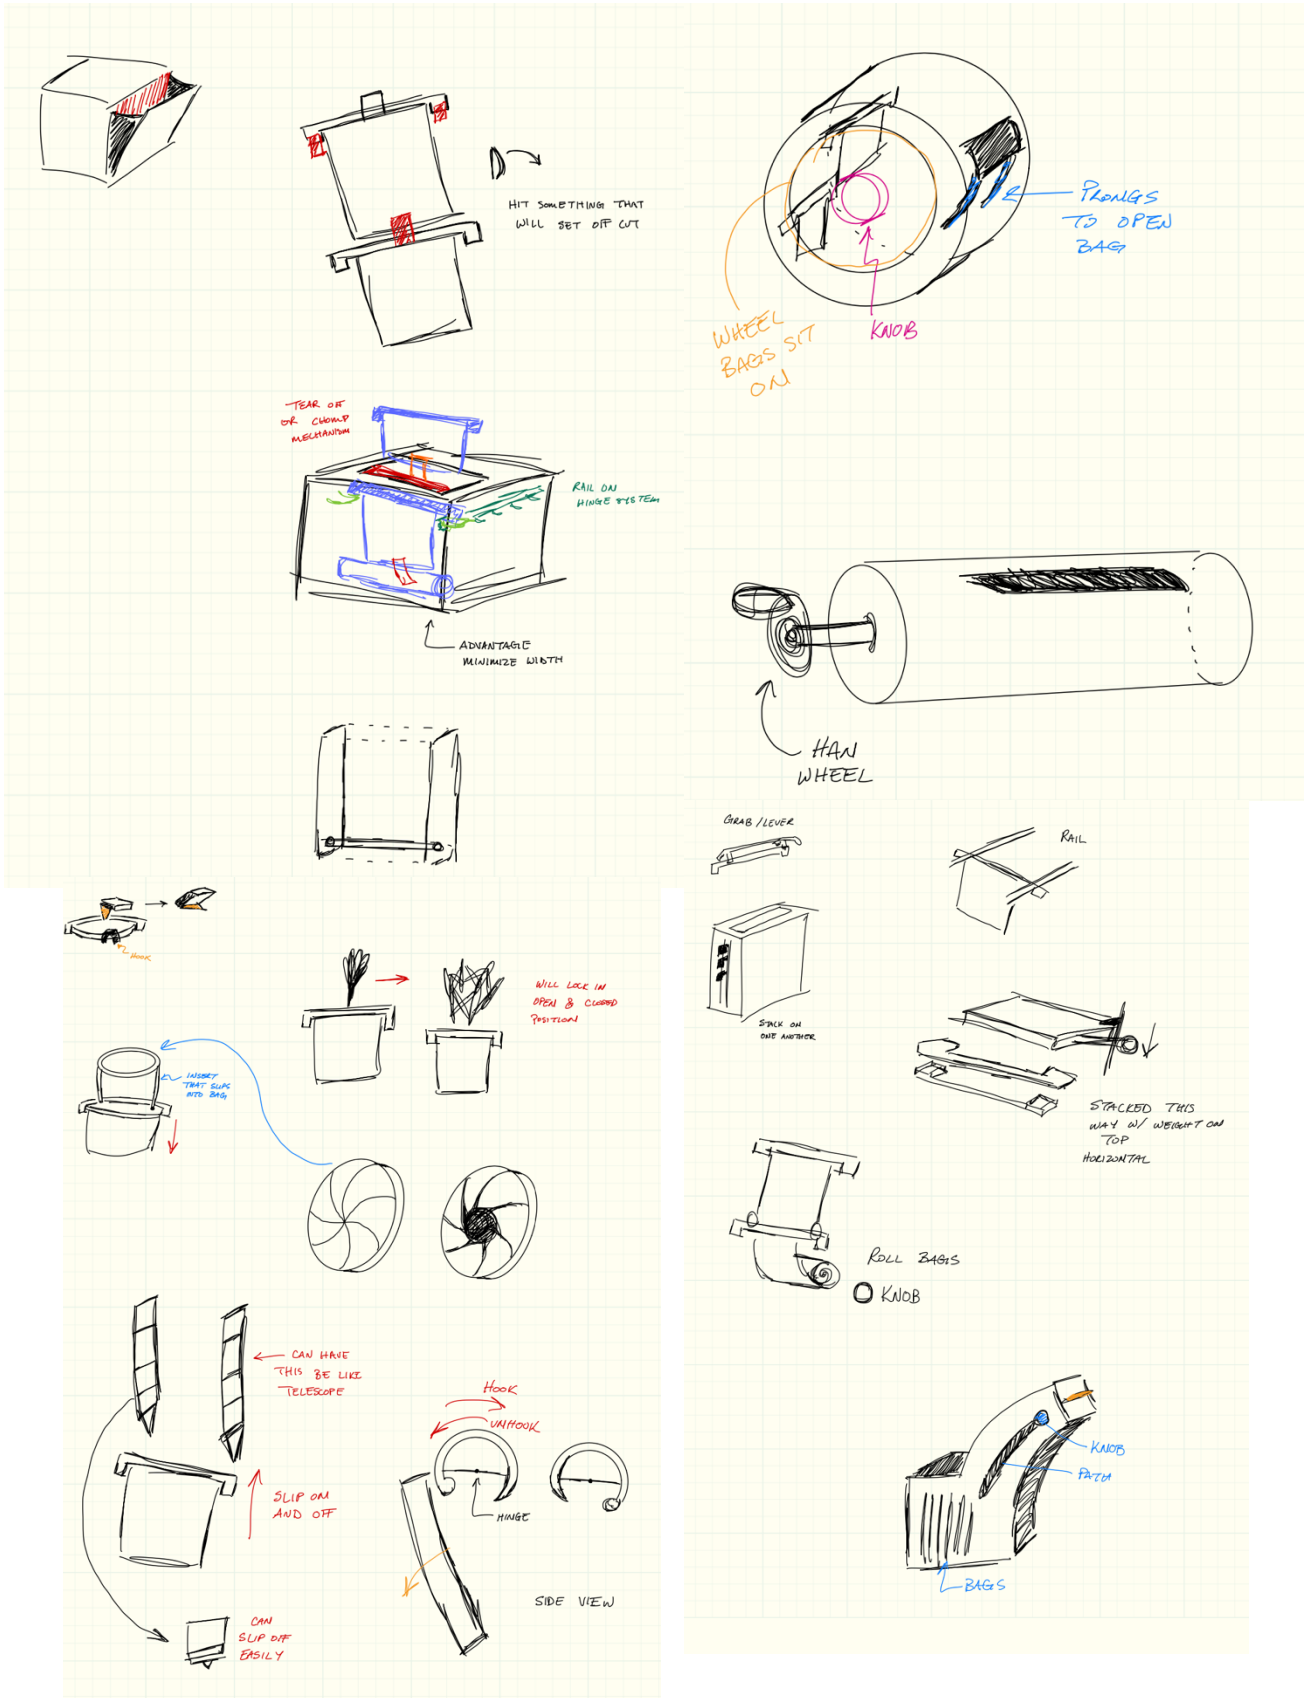 HIT SOMETHING THAT
WILL SET OFF CUT
TEAR OFF
OR CHOMP
MECHANISM
RAIL ON
HINGE SYSTEM
ADVANTAGE
MINIMIZE WIDTH
PRONGS
TO OPEN
BAG
WHEEL
BAGS SIT
ON
KNOB
HAN
WHEEL
HOOK
WILL LOCK IN
OPEN & CLOSED
POSITION
INSERT
THAT SLIPS
INTO BAG
CAN HAVE
THIS BE LIKE
TELESCOPE
SLIP ON
AND OFF
CAN
SLIP OFF
EASILY
HOOK
UNHOOK
HINGE
SIDE VIEW
GRAB/LEVER
RAIL
STACK ON
ONE ANOTHER
STACKED THIS
WAY W/ WEIGHT ON
TOP
HORIZONTAL
ROLL BAGS
KNOB
KNOB
PATH
BAGS